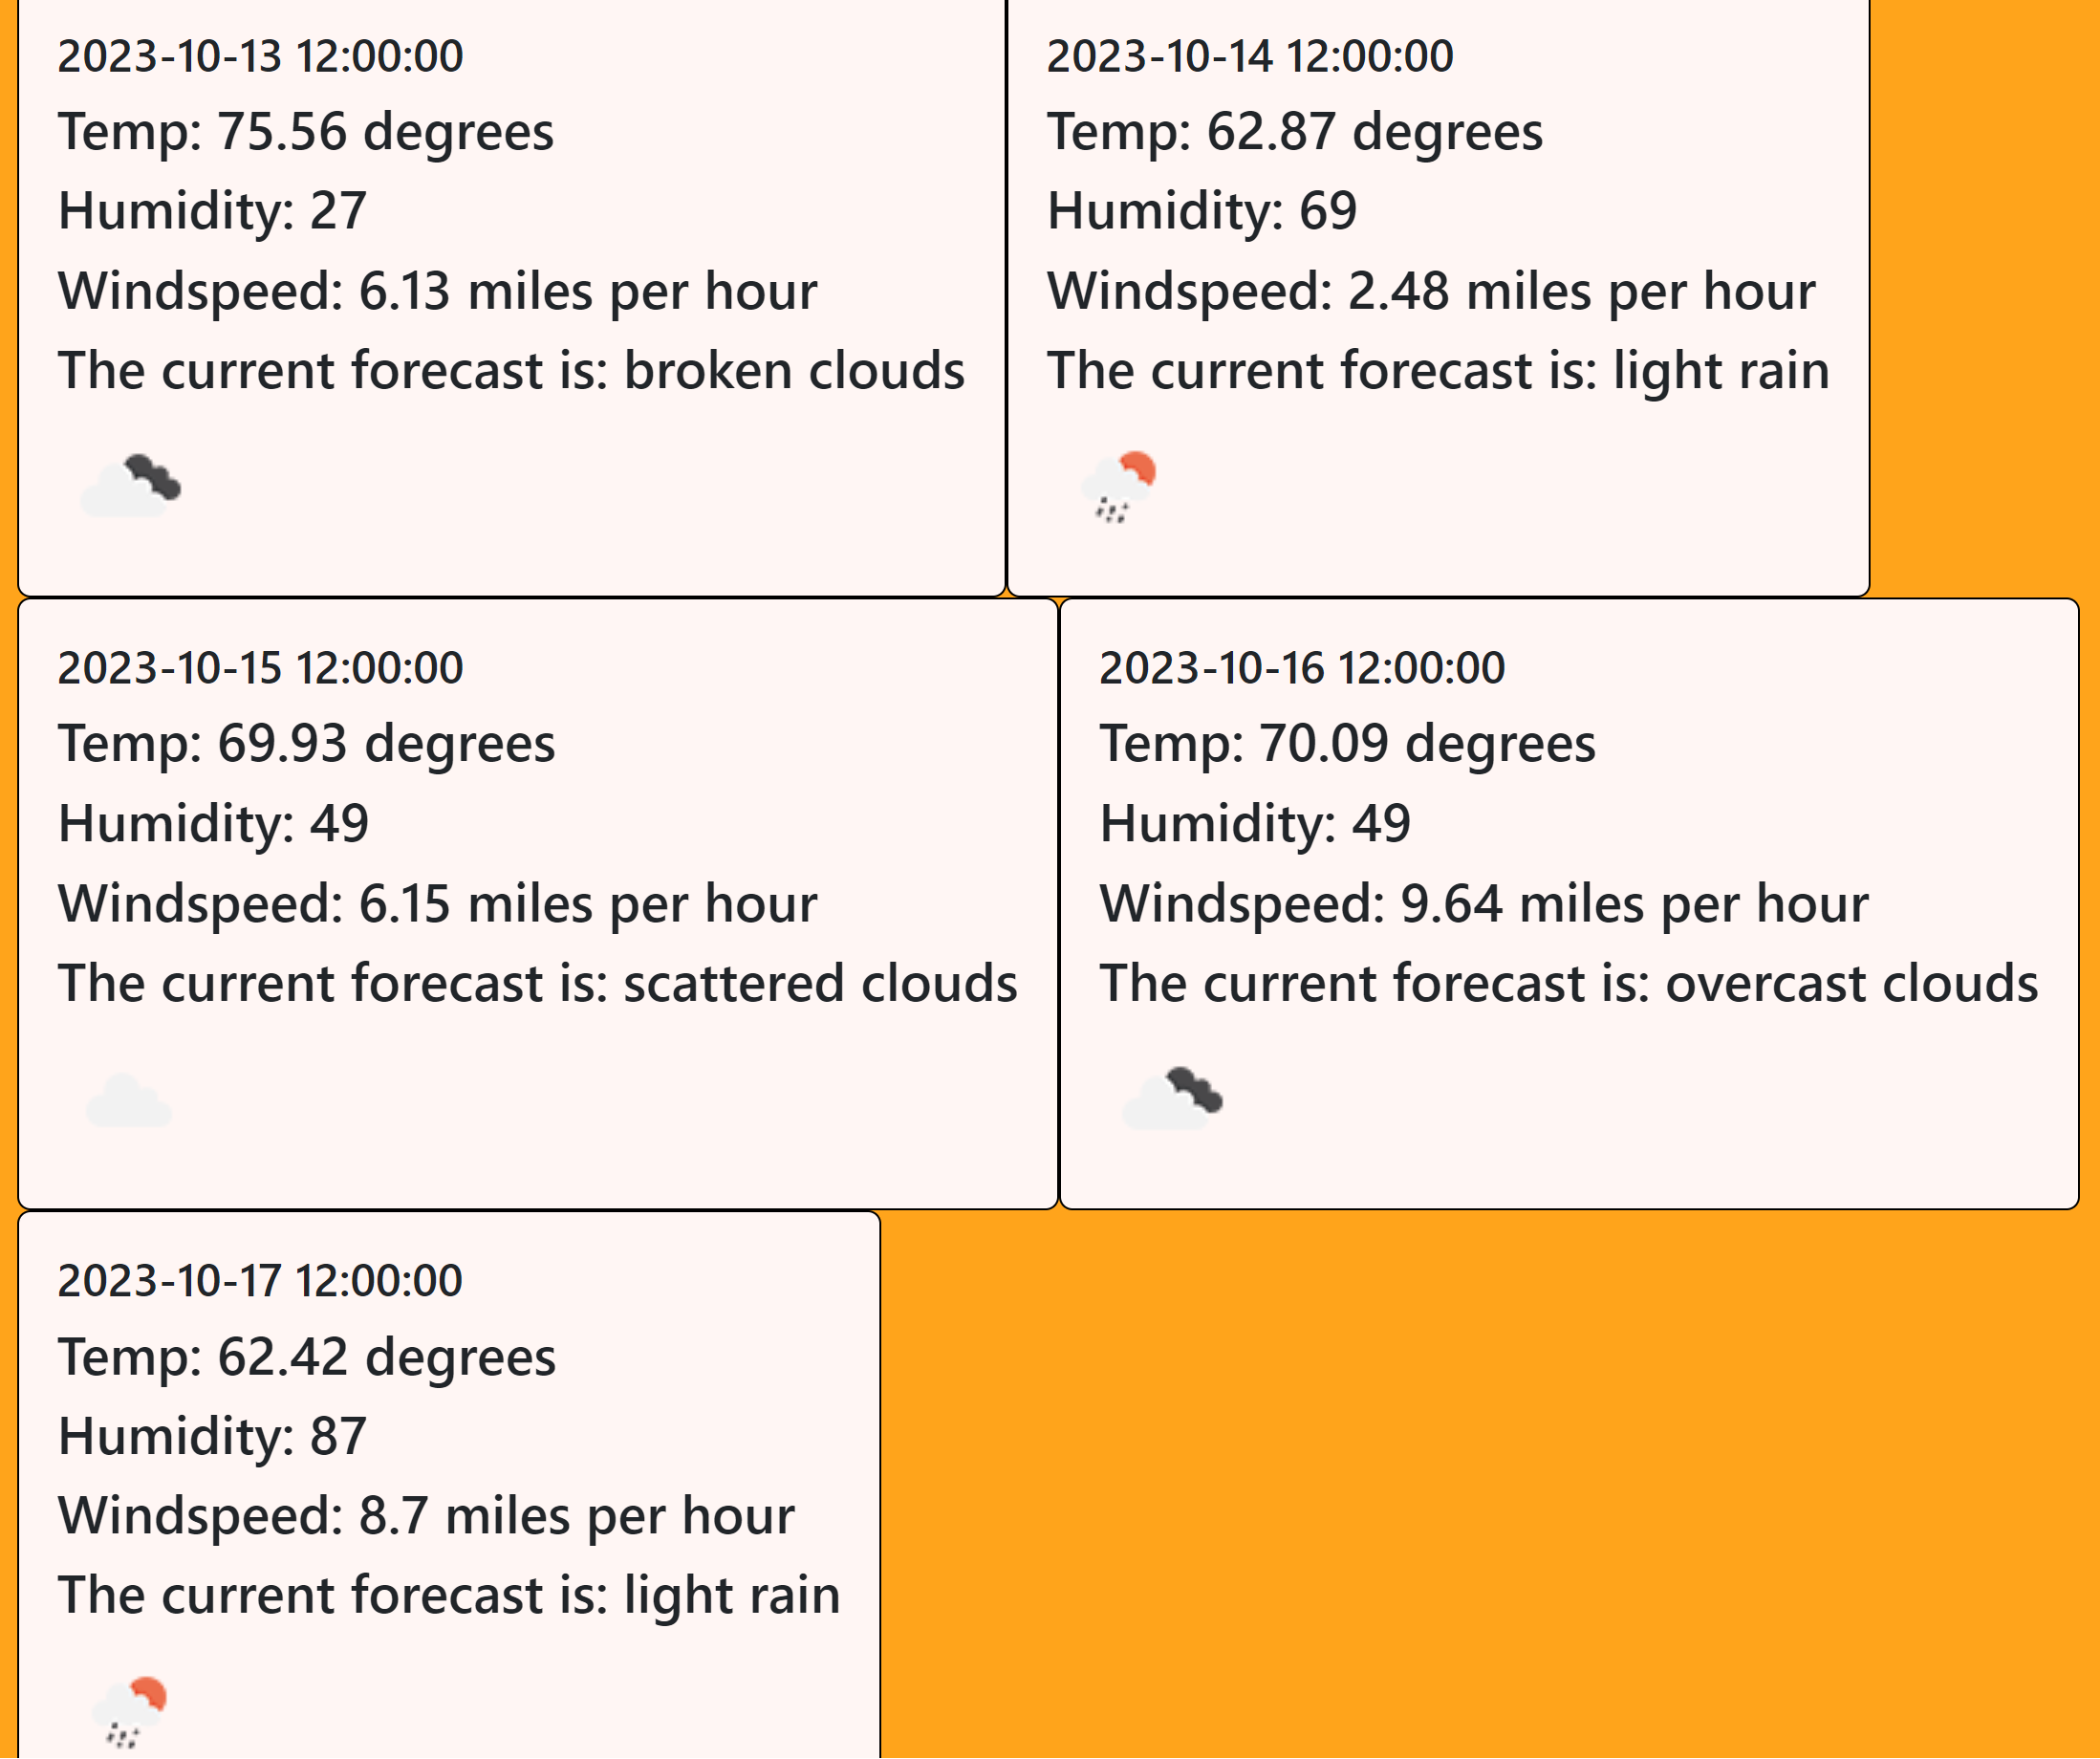 2023-10-13 12:00:00
Temp: 75.56 degrees
Humidity: 27
Windspeed: 6.13 miles per hour
The current forecast is: broken clouds
2023-10-14 12:00:00
Temp: 62.87 degrees
Humidity: 69
Windspeed: 2.48 miles per hour
The current forecast is: light rain
2023-10-15 12:00:00
Temp: 69.93 degrees
Humidity: 49
Windspeed: 6.15 miles per hour
The current forecast is: scattered clouds
2023-10-16 12:00:00
Temp: 70.09 degrees
Humidity: 49
Windspeed: 9.64 miles per hour
The current forecast is: overcast clouds
2023-10-17 12:00:00
Temp: 62.42 degrees
Humidity: 87
Windspeed: 8.7 miles per hour
The current forecast is: light rain